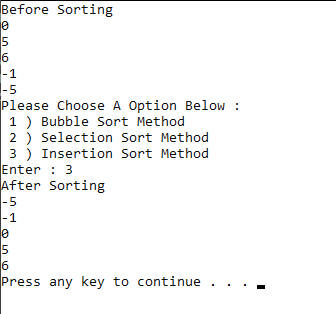 Before Sorting
0
5
6
-1
-5
Please Choose A Option Below :
 1 ) Bubble Sort Method
 2 ) Selection Sort Method
 3 ) Insertion Sort Method
Enter : 3
After Sorting
-5
-1
0
5
6
Press any key to continue . . .